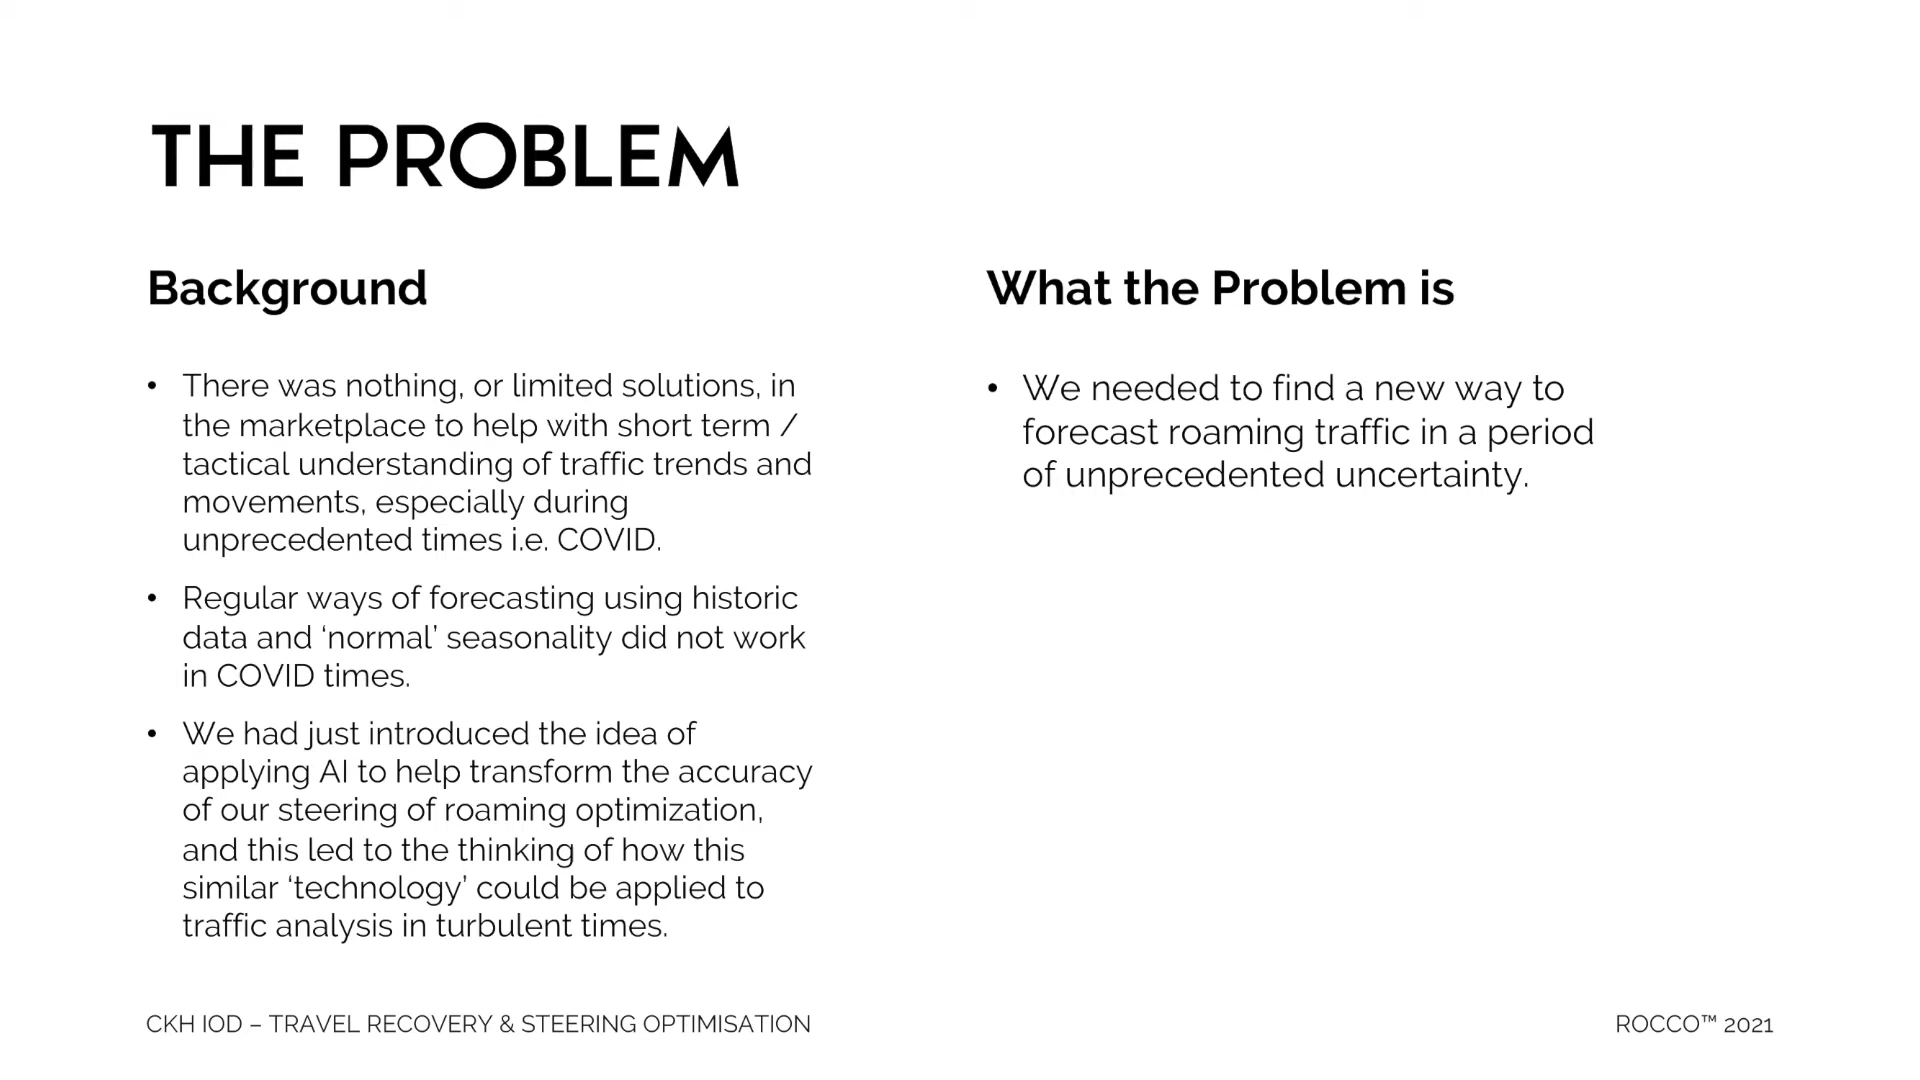 THE PROBLEM
Background
• There was nothing, or limited solutions, in
the marketplace to help with short term /
tactical understanding of traffic trends and
movements, especially during
unprecedented times i.e. COVID.
• Regular ways of forecasting using historic
data and ‘normal’ seasonality did not work
in COVID times.
• We had just introduced the idea of
applying AI to help transform the accuracy
of our steering of roaming optimization,
and this led to the thinking of how this
similar ‘technology’ could be applied to
traffic analysis in turbulent times.
What the Problem is
• We needed to find a new way to
forecast roaming traffic in a period
of unprecedented uncertainty.
CKH IOD – TRAVEL RECOVERY & STEERING OPTIMISATION
ROCCO™ 2021